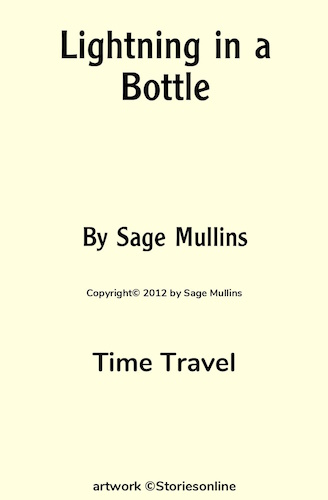 Lightning in a
Bottle
By Sage Mullins
Copyright© 2012 by Sage Mullins
Time Travel
artwork ©Storiesonline